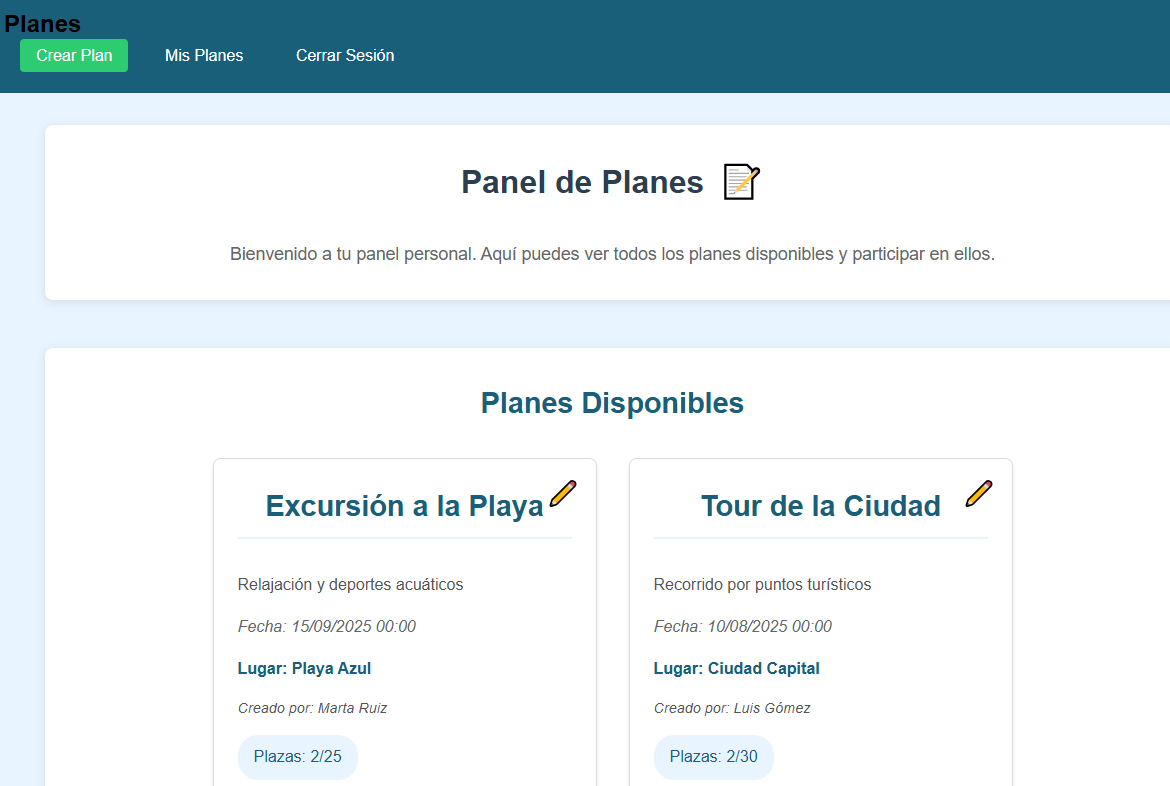 Planes
Crear Plan Mis Planes Cerrar Sesión
Panel de Planes
Bienvenido a tu panel personal. Aquí puedes ver todos los planes disponibles y participar en ellos.
Planes Disponibles
Excursión a la Playa
Relajación y deportes acuáticos
Fecha: 15/09/2025 00:00
Lugar: Playa Azul
Creado por: Marta Ruiz
Plazas: 2/25
Tour de la Ciudad
Recorrido por puntos turísticos
Fecha: 10/08/2025 00:00
Lugar: Ciudad Capital
Creado por: Luis Gómez
Plazas: 2/30